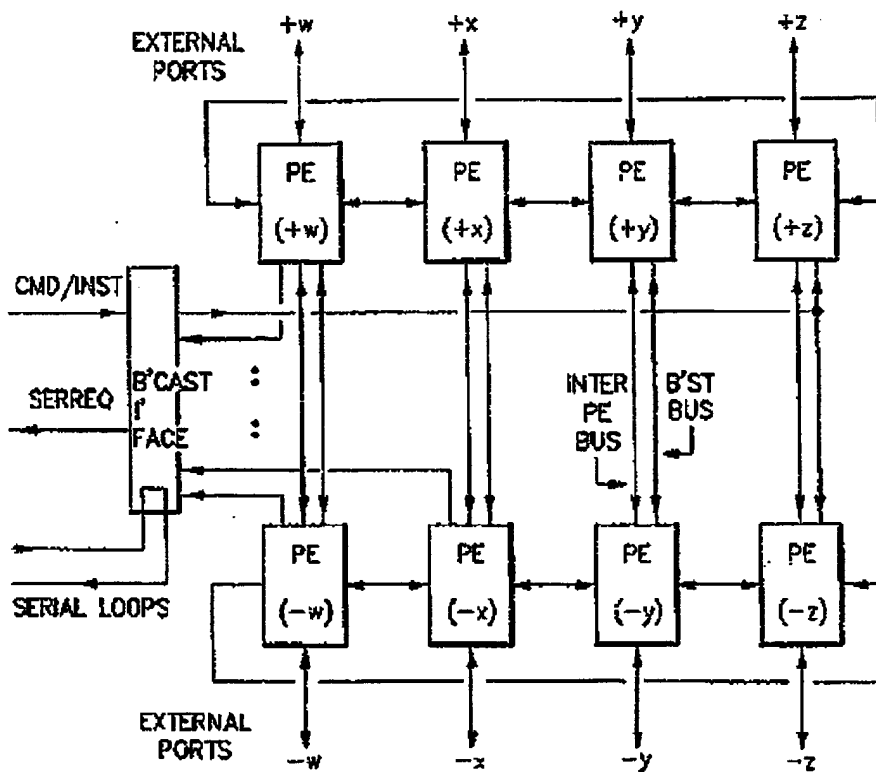 +w +x +y +z
EXTERNAL
PORTS
PE PE PE PE
(+w) (+x) (+y) (+z)
CMD/INST
B'CAST
I'
FACE
SERREQ
INTER
PE
BUS
B'ST
BUS
PE PE PE PE
(-w) (-x) (-y) (-z)
SERIAL LOOPS
EXTERNAL
PORTS
-w -x -y -z